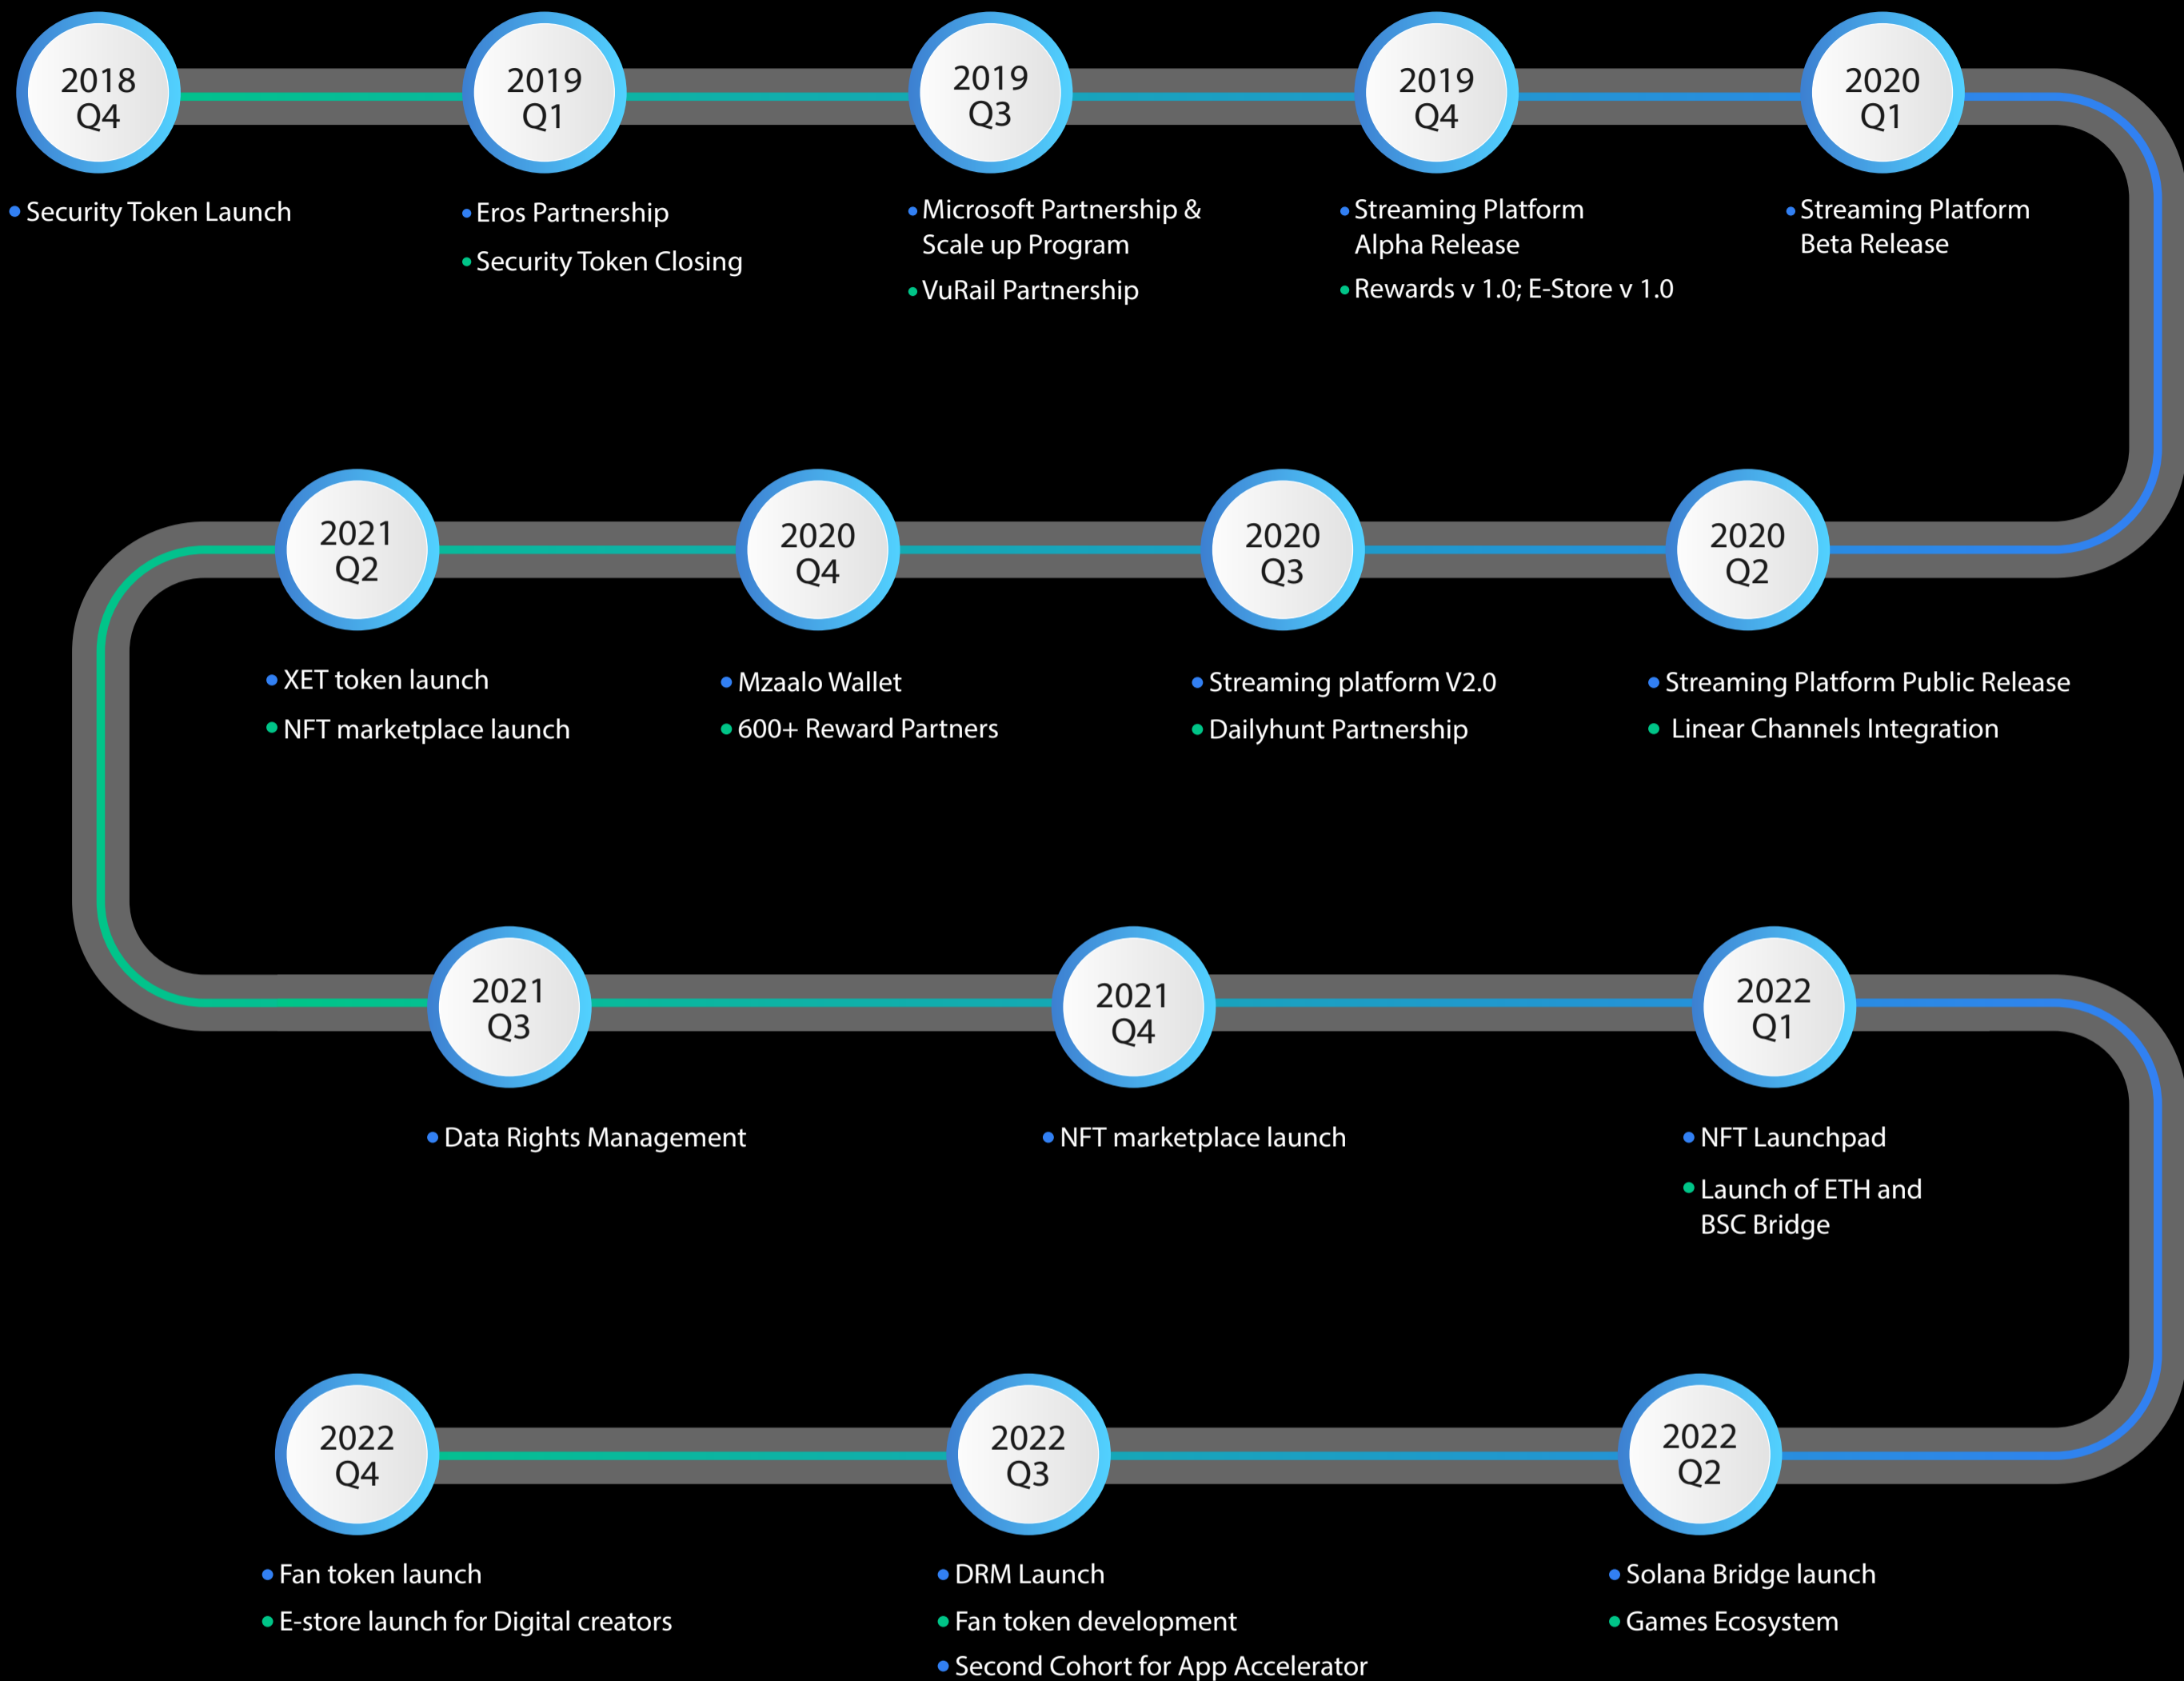 2018
Q4
Security Token Launch
2019
Q1
Eros Partnership
Security Token Closing
2019
Q3
Microsoft Partnership &
Scale up Program
VuRail Partnership
2019
Q4
Streaming Platform
Alpha Release
Rewards v 1.0; E-Store v 1.0
2020
Q1
Streaming Platform
Beta Release
2021
Q2
XET token launch
NFT marketplace launch
2020
Q4
Mzaalo Wallet
600+ Reward Partners
2020
Q3
Streaming platform V2.0
Dailyhunt Partnership
2020
Q2
Streaming Platform Public Release
Linear Channels Integration
2021
Q3
Data Rights Management
2021
Q4
NFT marketplace launch
2022
Q1
NFT Launchpad
Launch of ETH and
BSC Bridge
2022
Q4
Fan token launch
E-store launch for Digital creators
2022
Q3
DRM Launch
Fan token development
Second Cohort for App Accelerator
2022
Q2
Solana Bridge launch
Games Ecosystem